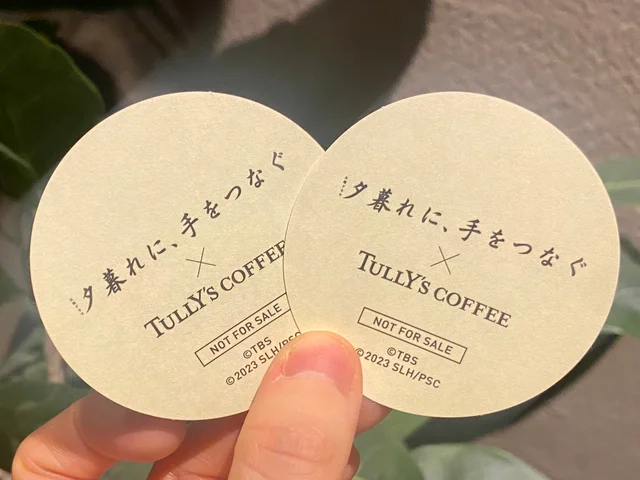 夕暮れに、手をつなぐ
×
TULLY'S COFFEE
NOT FOR SALE
©TBS
©2023 SLH/PSC
夕暮れに、手をつなぐ
×
TULLY'S COFFEE
NOT FOR SALE
©TBS
©2023 SLH/PSC